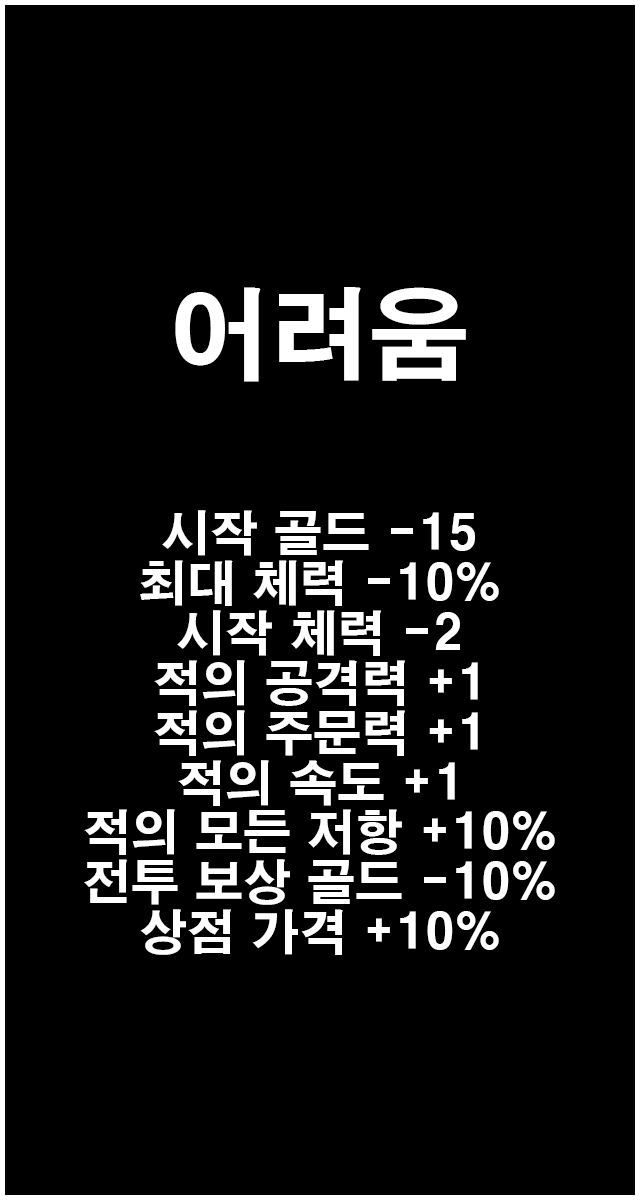 어려움
시작 골드 -15
최대 체력 -10%
시작 체력 -2
적의 공격력 +1
적의 주문력 +1
적의 속도 +1
적의 모든 저항 +10%
전투 보상 골드 -10%
상점 가격 +10%